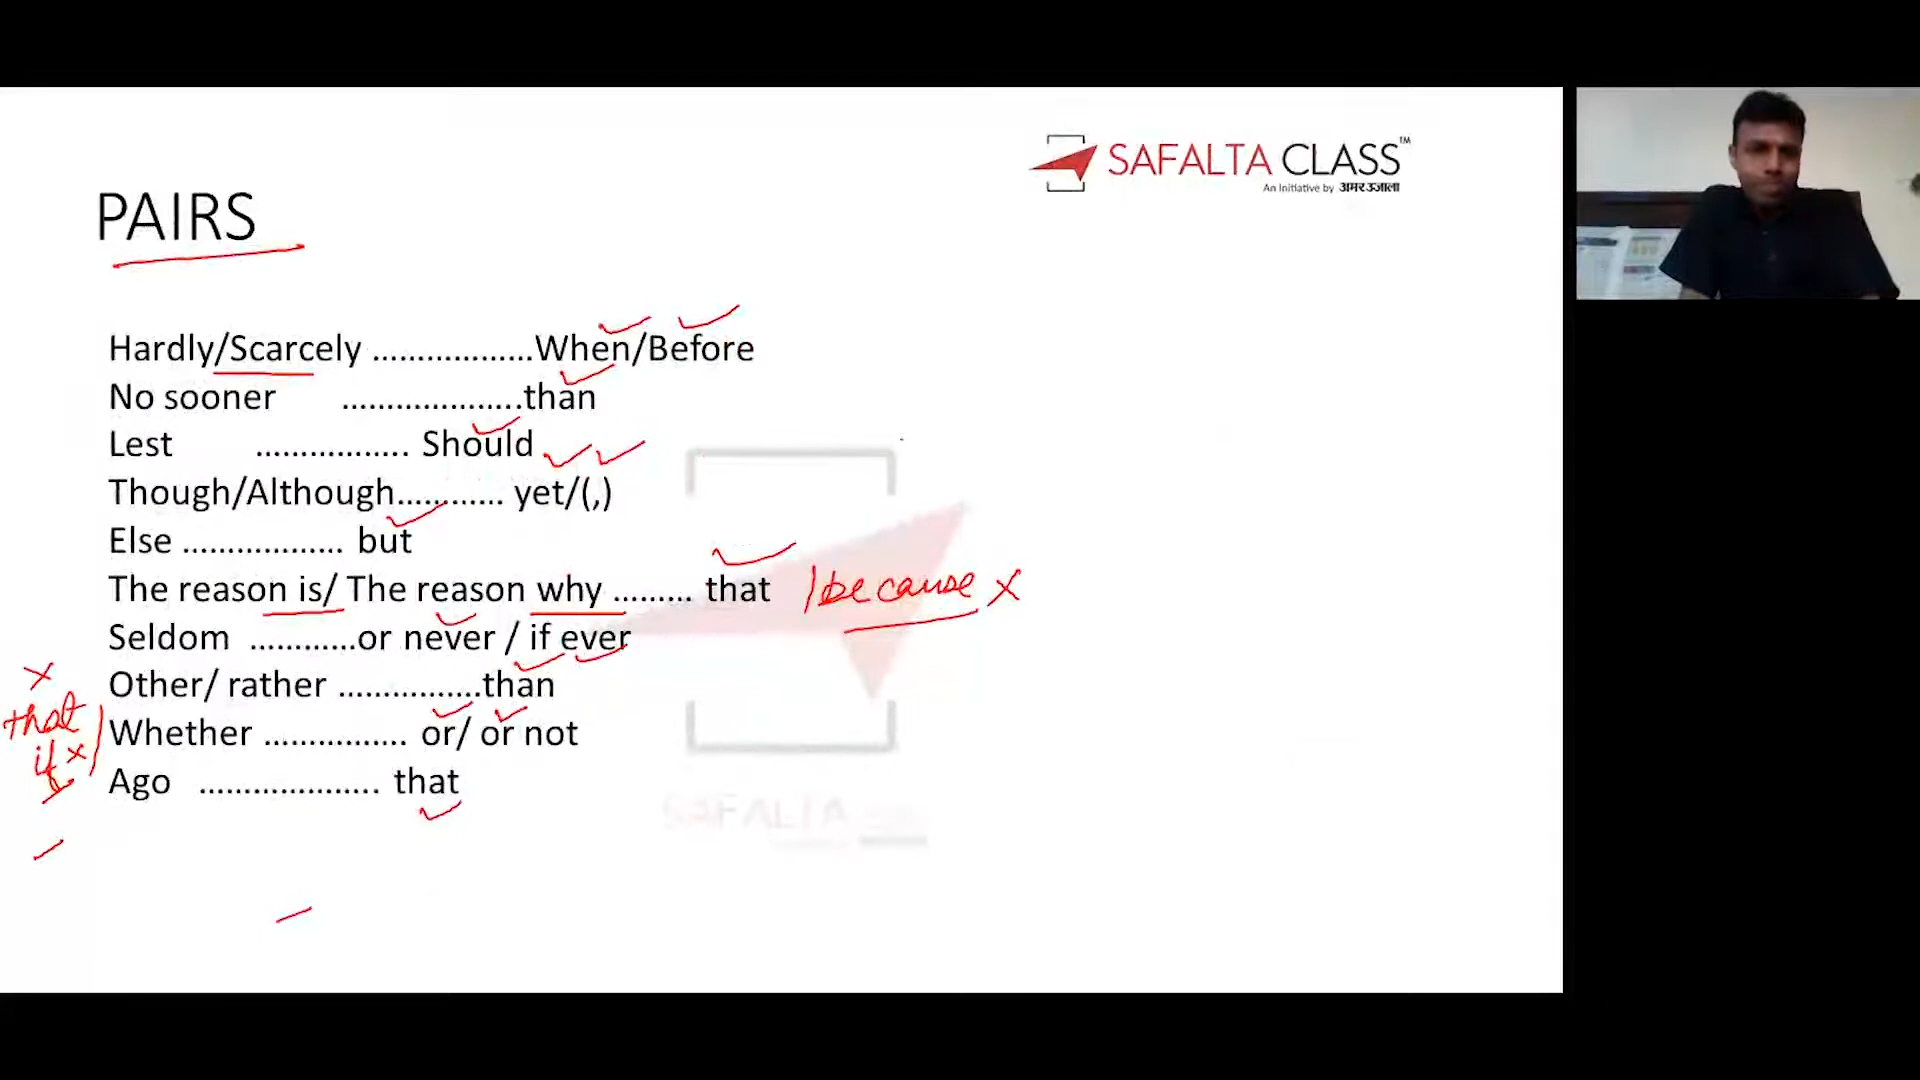 SAFALTA CLASS™
An Initiative by अमर उजाला
PAIRS
Hardly/Scarcely ..................When/Before
No sooner ....................than
Lest ................. Should
Though/Although............ yet/(,)
Else .................. but
The reason is/ The reason why ......... that /because x
Seldom ............or never / if ever
x
Other/ rather ................than
that
Whether ................ or/ or not
if x
Ago .................... that
SAFALTA